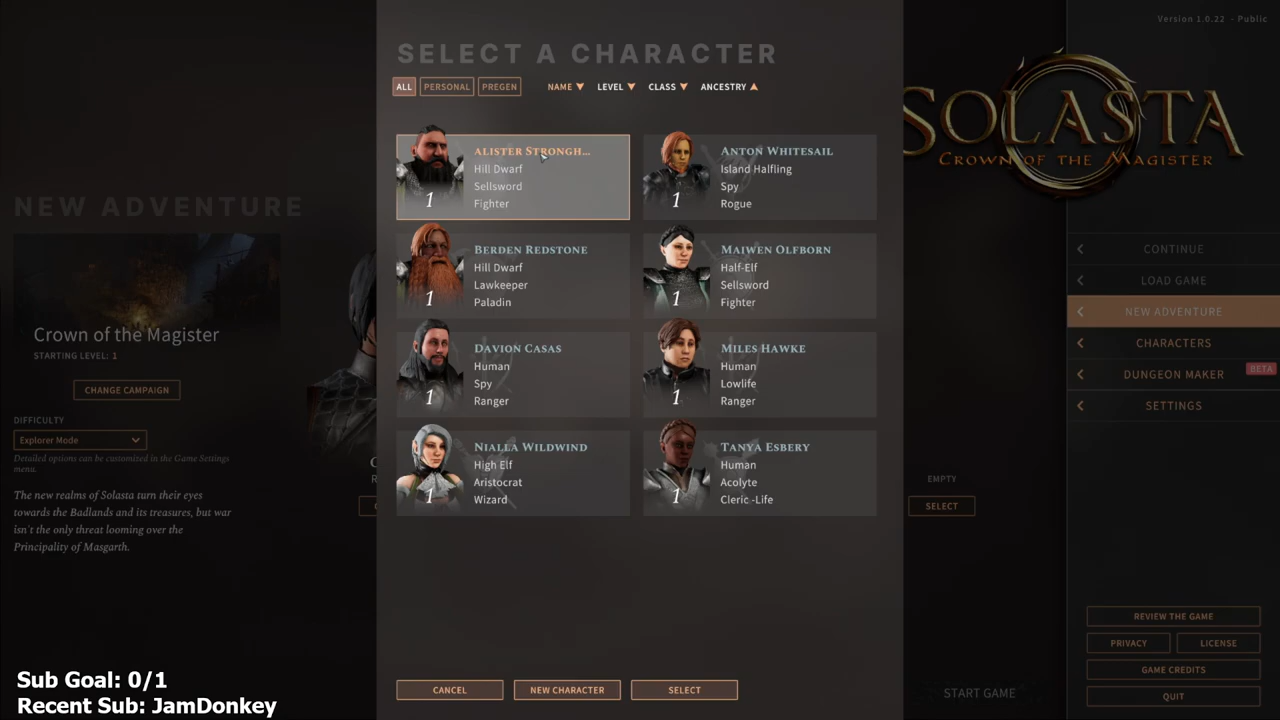 Version 1.0.22 - Public
SELECT A CHARACTER
ALL PERSONAL PREGEN NAME LEVEL CLASS ANCESTRY
SOLASTA
CROWN OF THE MAGISTER
ALISTER STRONGH...
Hill Dwarf
Sellsword
Fighter
1
ANTON WHITESAIL
Island Halfling
Spy
Rogue
1
BERDEN REDSTONE
Hill Dwarf
Lawkeeper
Paladin
1
MAIWEN OLFBORN
Half-Elf
Sellsword
Fighter
1
DAVION CASAS
Human
Spy
Ranger
1
MILES HAWKE
Human
Lowlife
Ranger
1
NIALLA WILDWIND
High Elf
Aristocrat
Wizard
1
TANYA ESBERY
Human
Acolyte
Cleric -Life
1
CANCEL NEW CHARACTER SELECT
NEW ADVENTURE
Crown of the Magister
STARTING LEVEL: 1
CHANGE CAMPAIGN
DIFFICULTY
Explorer Mode
Detailed options can be customized in the Game Settings
menu.
The new realms of Solasta turn their eyes
towards the Badlands and its treasures, but war
isn't the only threat looming over the
Principality of Masgarth.
EMPTY
SELECT
START GAME
CONTINUE
LOAD GAME
NEW ADVENTURE
CHARACTERS
DUNGEON MAKER BETA
SETTINGS
REVIEW THE GAME
PRIVACY LICENSE
GAME CREDITS
QUIT
Sub Goal: 0/1
Recent Sub: JamDonkey